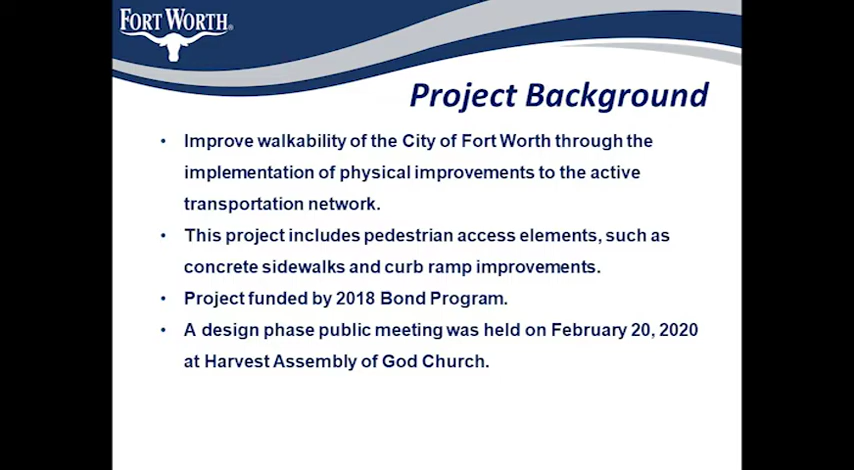 FORT WORTH®
Project Background
• Improve walkability of the City of Fort Worth through the
implementation of physical improvements to the active
transportation network.
• This project includes pedestrian access elements, such as
concrete sidewalks and curb ramp improvements.
• Project funded by 2018 Bond Program.
• A design phase public meeting was held on February 20, 2020
at Harvest Assembly of God Church.